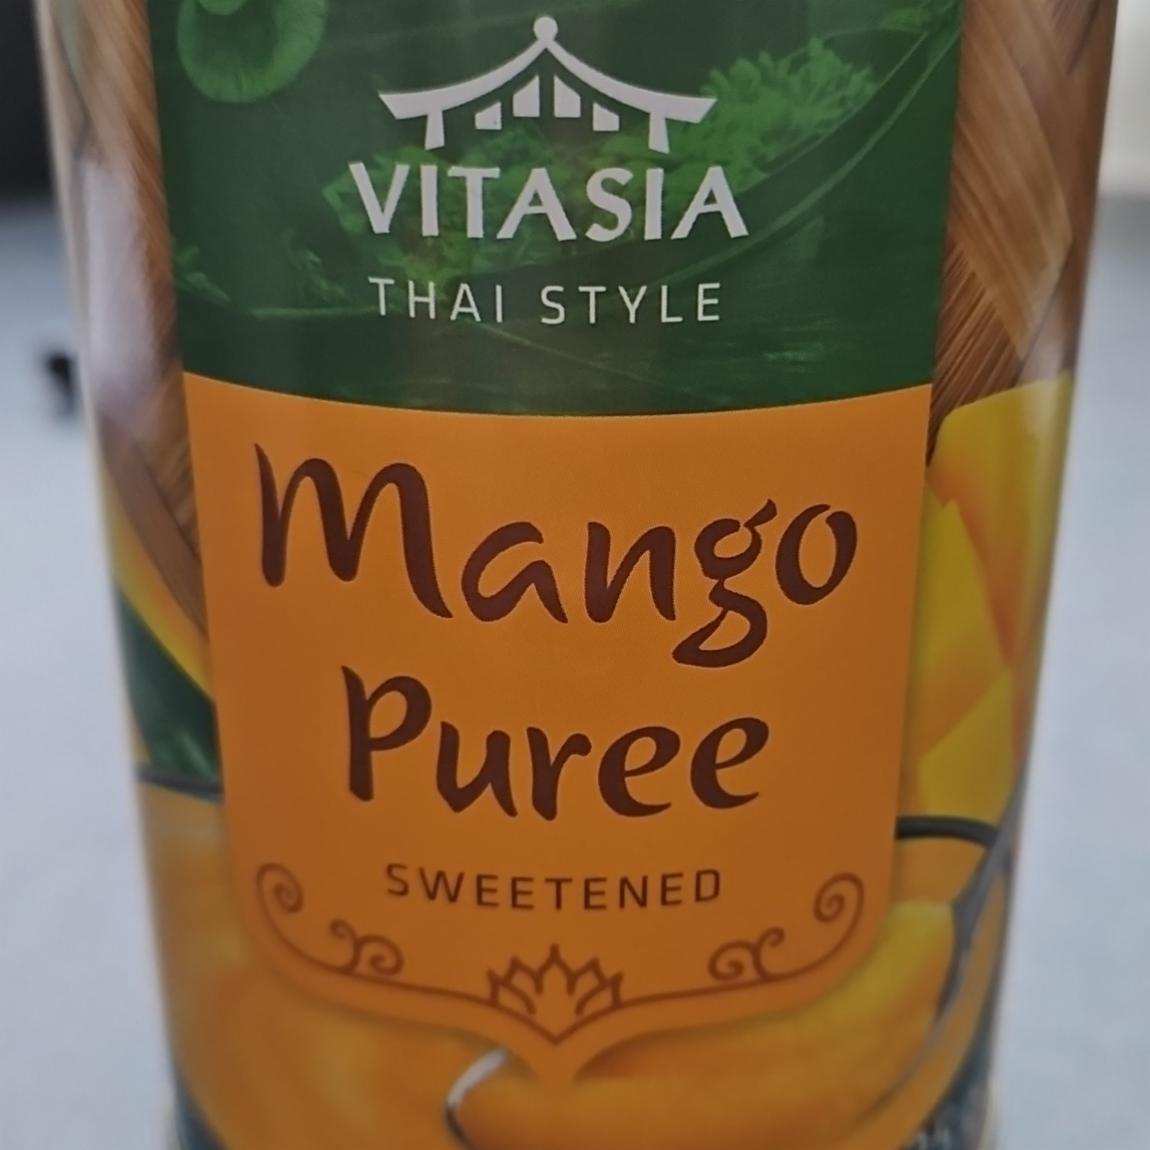 VITASIA
THAI STYLE
Mango
Puree
SWEETENED